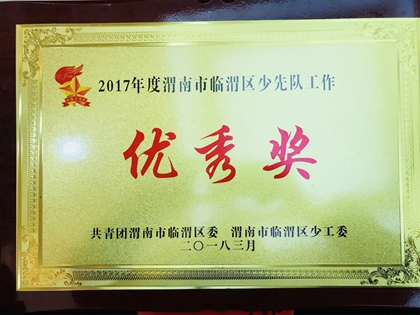 2017年度渭南市临渭区少先队工作
优秀奖
共青团渭南市临渭区委 渭南市临渭区少工委
二〇一八三月